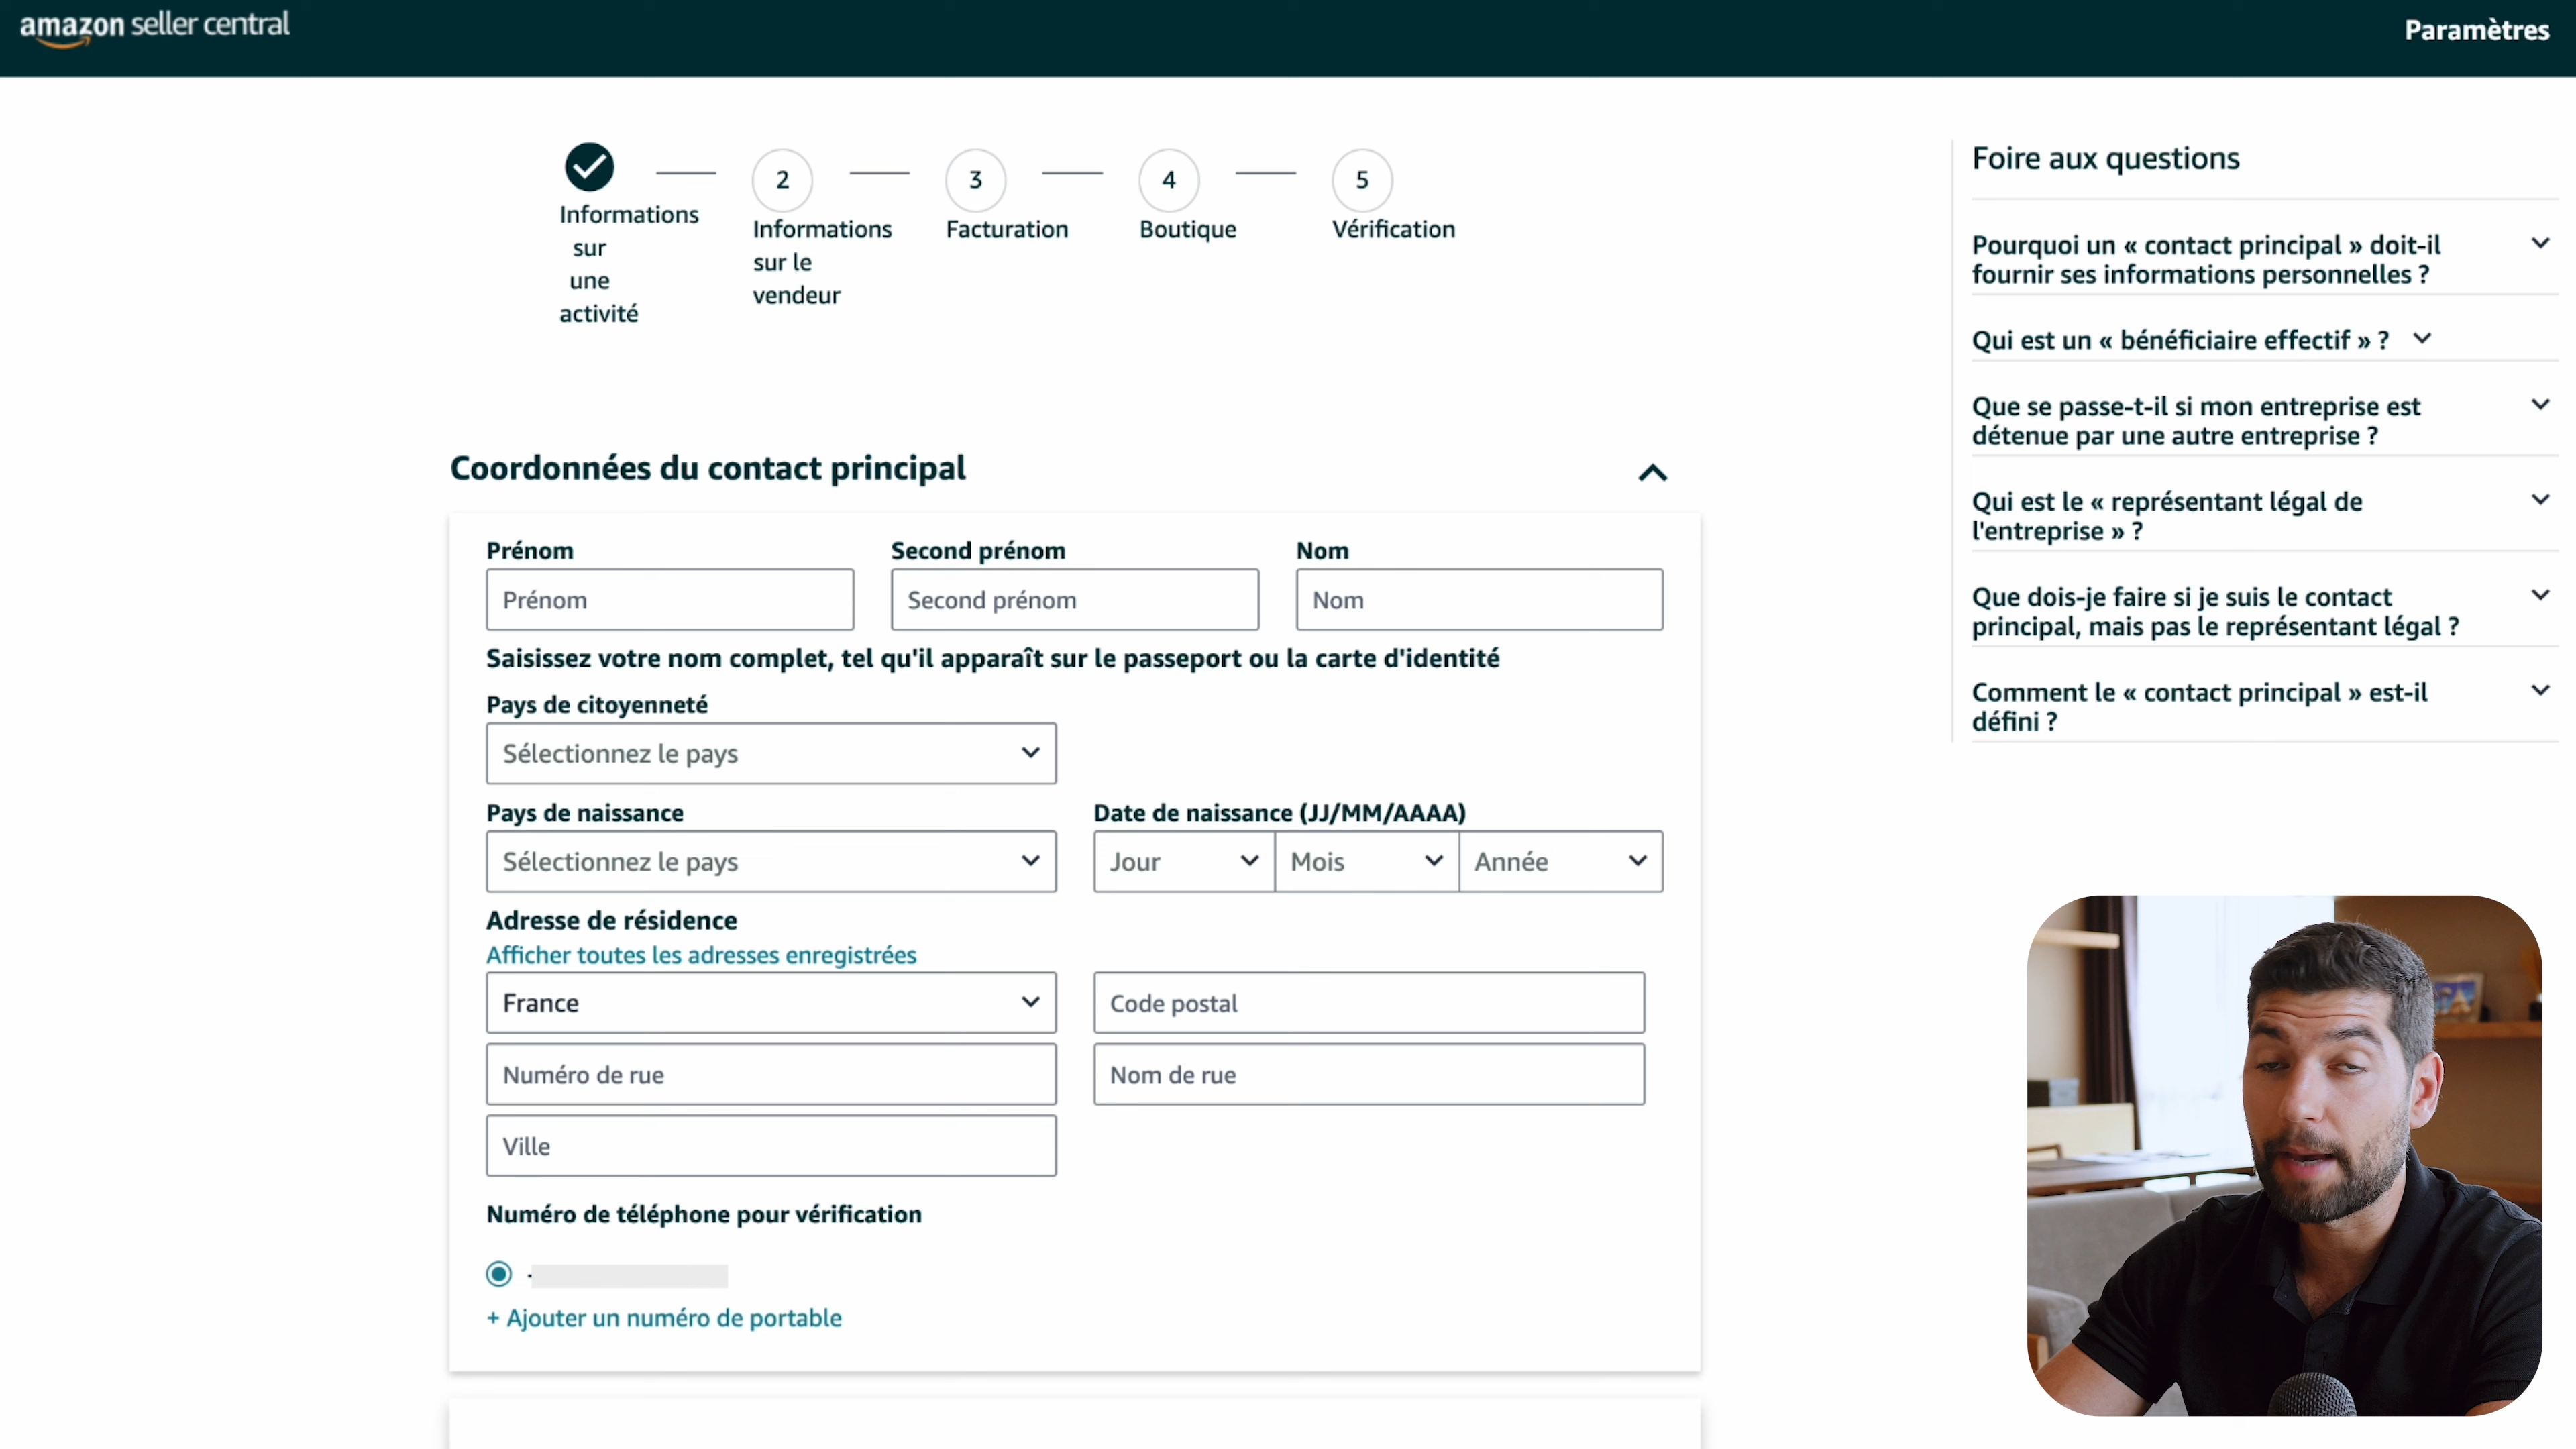 amazon seller central
Paramètres
2
3
4
5
Informations
sur
une
activité
Informations
sur le
vendeur
Facturation
Boutique
Vérification
Coordonnées du contact principal
Prénom
Second prénom
Nom
Prénom
Second prénom
Nom
Saisissez votre nom complet, tel qu'il apparaît sur le passeport ou la carte d'identité
Pays de citoyenneté
Sélectionnez le pays
Pays de naissance
Date de naissance (JJ/MM/AAAA)
Sélectionnez le pays
Jour
Mois
Année
Adresse de résidence
Afficher toutes les adresses enregistrées
France
Code postal
Numéro de rue
Nom de rue
Ville
Numéro de téléphone pour vérification
+ Ajouter un numéro de portable
Foire aux questions
Pourquoi un « contact principal » doit-il
fournir ses informations personnelles ?
Qui est un « bénéficiaire effectif » ?
Que se passe-t-il si mon entreprise est
détenue par une autre entreprise ?
Qui est le « représentant légal de
l'entreprise » ?
Que dois-je faire si je suis le contact
principal, mais pas le représentant légal ?
Comment le « contact principal » est-il
défini ?